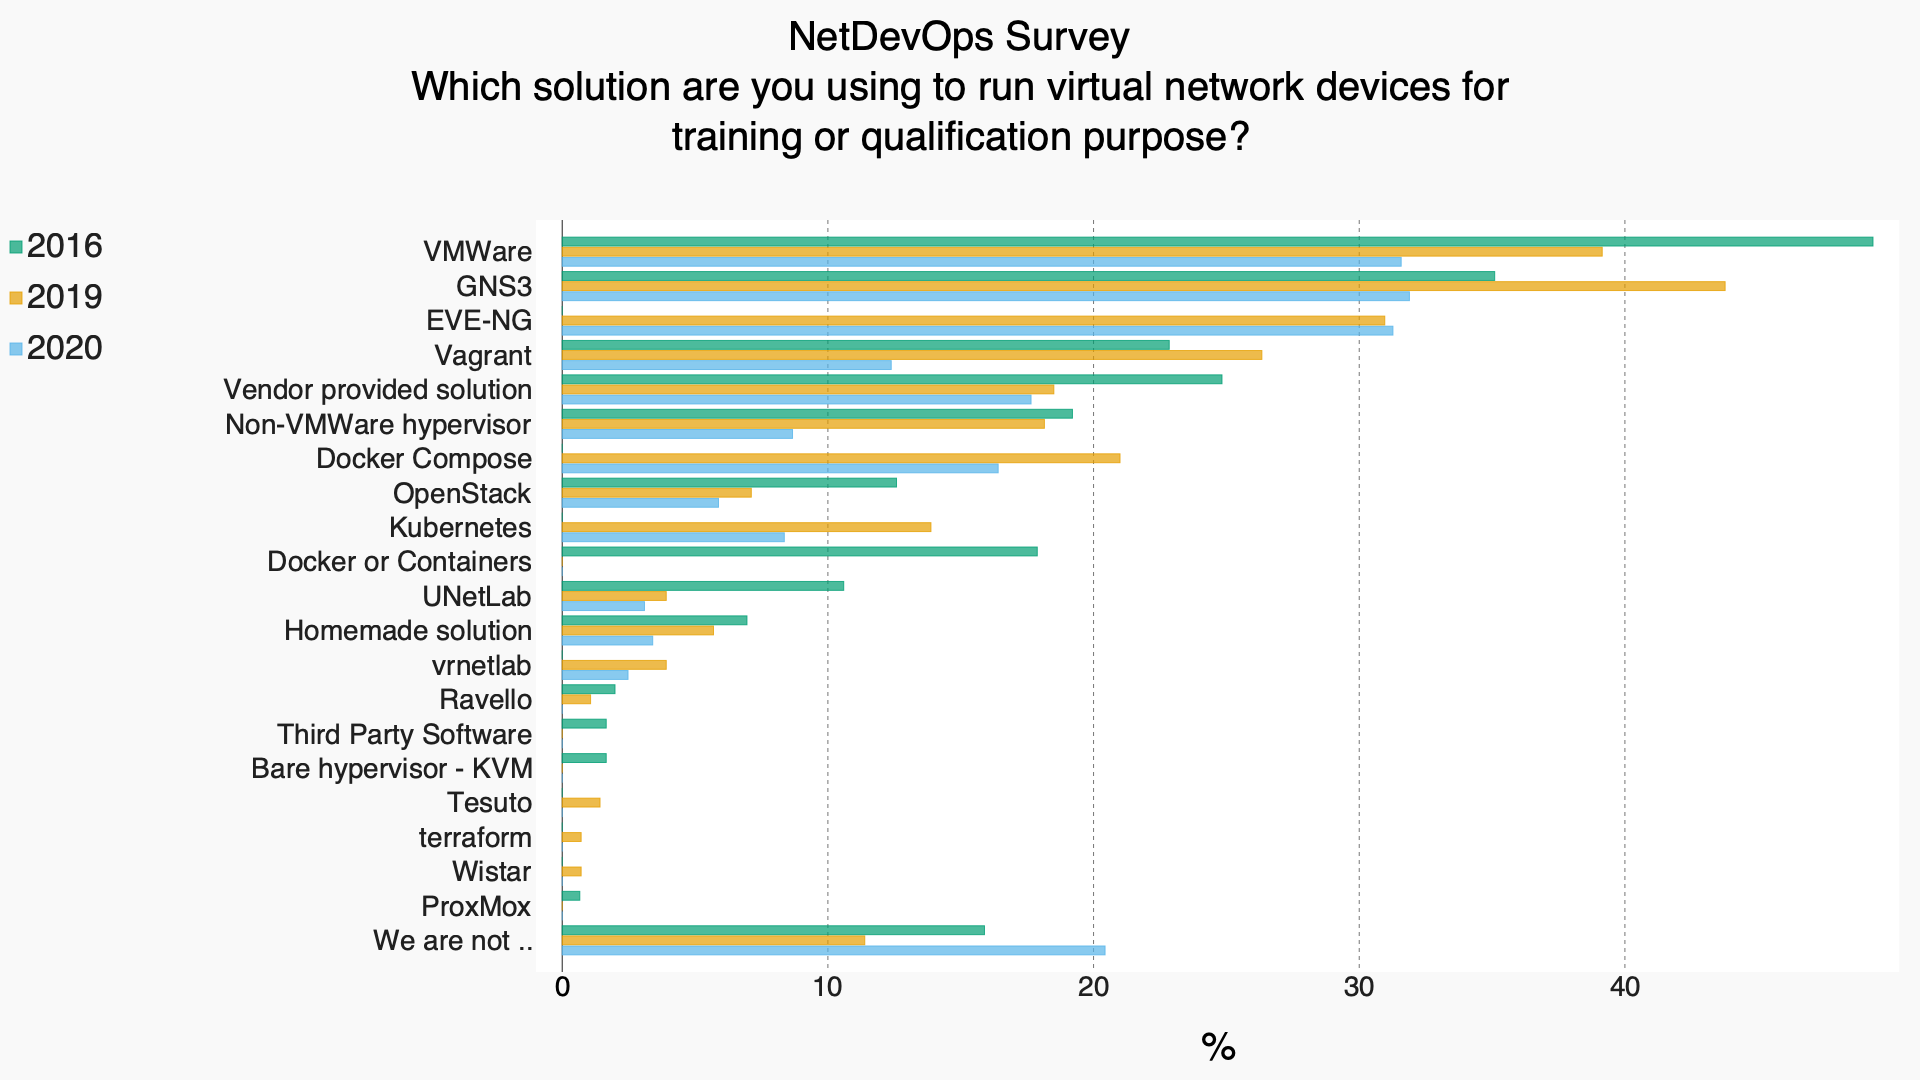 NetDevOps Survey
Which solution are you using to run virtual network devices for
training or qualification purpose?
2016
2019
2020
VMWare
GNS3
EVE-NG
Vagrant
Vendor provided solution
Non-VMWare hypervisor
Docker Compose
OpenStack
Kubernetes
Docker or Containers
UNetLab
Homemade solution
vrnetlab
Ravello
Third Party Software
Bare hypervisor - KVM
Tesuto
terraform
Wistar
ProxMox
We are not ..
0 10 20 30 40
%